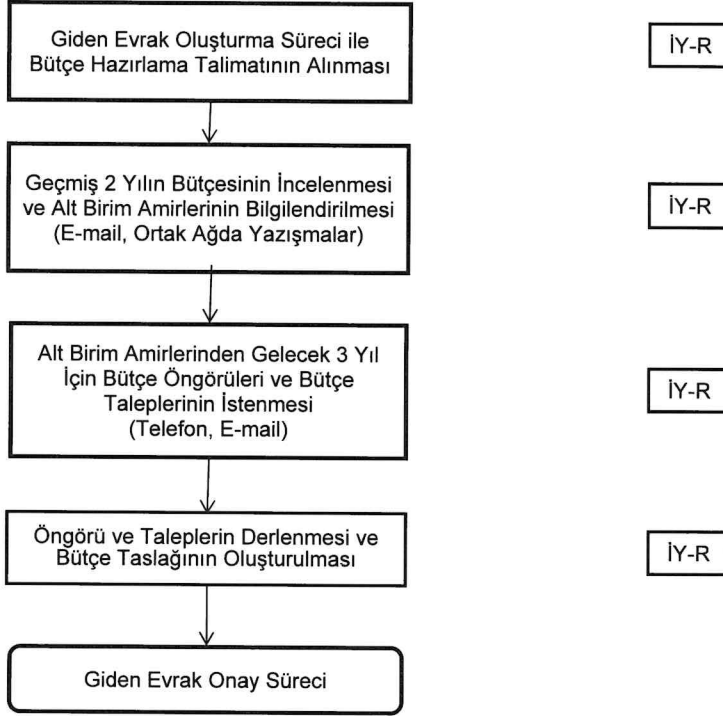 Giden Evrak Oluşturma Süreci ile
Bütçe Hazırlama Talimatının Alınması
İY-R
Geçmiş 2 Yılın Bütçesinin İncelenmesi
ve Alt Birim Amirlerinin Bilgilendirilmesi
(E-mail, Ortak Ağda Yazışmalar)
İY-R
Alt Birim Amirlerinden Gelecek 3 Yıl
İçin Bütçe Öngörüleri ve Bütçe
Taleplerinin İstenmesi
(Telefon, E-mail)
İY-R
Öngörü ve Taleplerin Derlenmesi ve
Bütçe Taslağının Oluşturulması
İY-R
Giden Evrak Onay Süreci